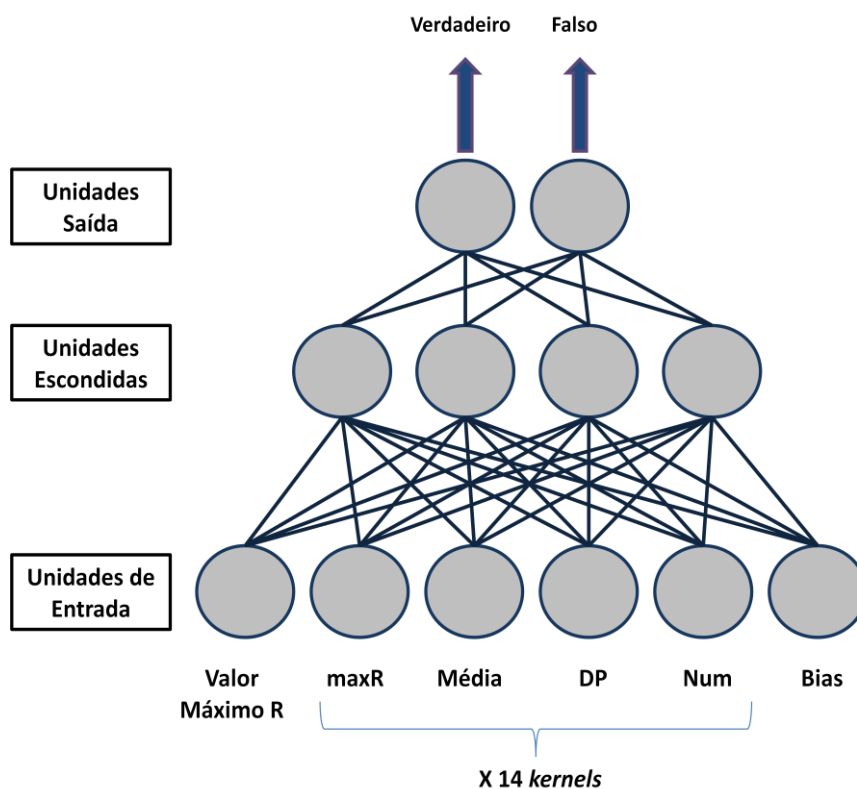 Verdadeiro Falso
Unidades
Saída
Unidades
Escondidas
Unidades de
Entrada
Valor
Máximo R
maxR Média DP Num Bias
X 14 kernels